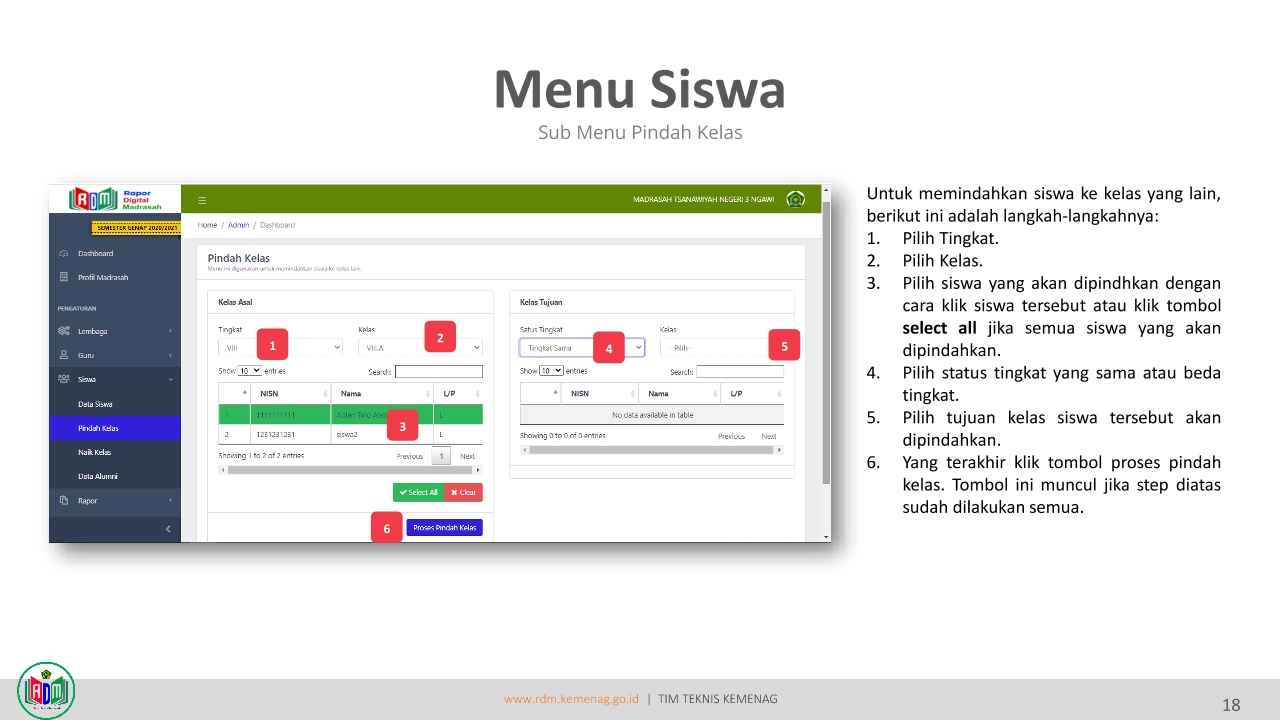 Menu Siswa
Sub Menu Pindah Kelas
RDM Rapor
Digital
Madrasah
MADRASAH TSANAWIYAH NEGERI 3 NGAWI
SEMESTER GENAP 2020/2021
Home / Admin / Dashboard
Dashboard
Profil Madrasah
PENGATURAN
Lembaga
Guru
Siswa
Data Siswa
Pindah Kelas
Naik Kelas
Data Alumni
Rapor
Pindah Kelas
Menu ini digunakan untuk memindahkan siswa ke kelas lain.
Kelas Asal
Tingkat Kelas
VIII 1 VIII.A 2
Show 10 entries Search:
NISN Nama L/P
1 1111111111 3 L
2 1231231231 siswa2 L
Showing 1 to 2 of 2 entries Previous 1 Next
Select All Clear
6 Proses Pindah Kelas
Kelas Tujuan
Satus Tingkat Kelas
Tingkat Sama 4 --Pilih-- 5
Show 10 entries Search:
NISN Nama L/P
No data available in table
Showing 0 to 0 of 0 entries Previous Next
Untuk memindahkan siswa ke kelas yang lain,
berikut ini adalah langkah-langkahnya:
1. Pilih Tingkat.
2. Pilih Kelas.
3. Pilih siswa yang akan dipindhkan dengan
cara klik siswa tersebut atau klik tombol
select all jika semua siswa yang akan
dipindahkan.
4. Pilih status tingkat yang sama atau beda
tingkat.
5. Pilih tujuan kelas siswa tersebut akan
dipindahkan.
6. Yang terakhir klik tombol proses pindah
kelas. Tombol ini muncul jika step diatas
sudah dilakukan semua.
RDM
www.rdm.kemenag.go.id | TIM TEKNIS KEMENAG
18